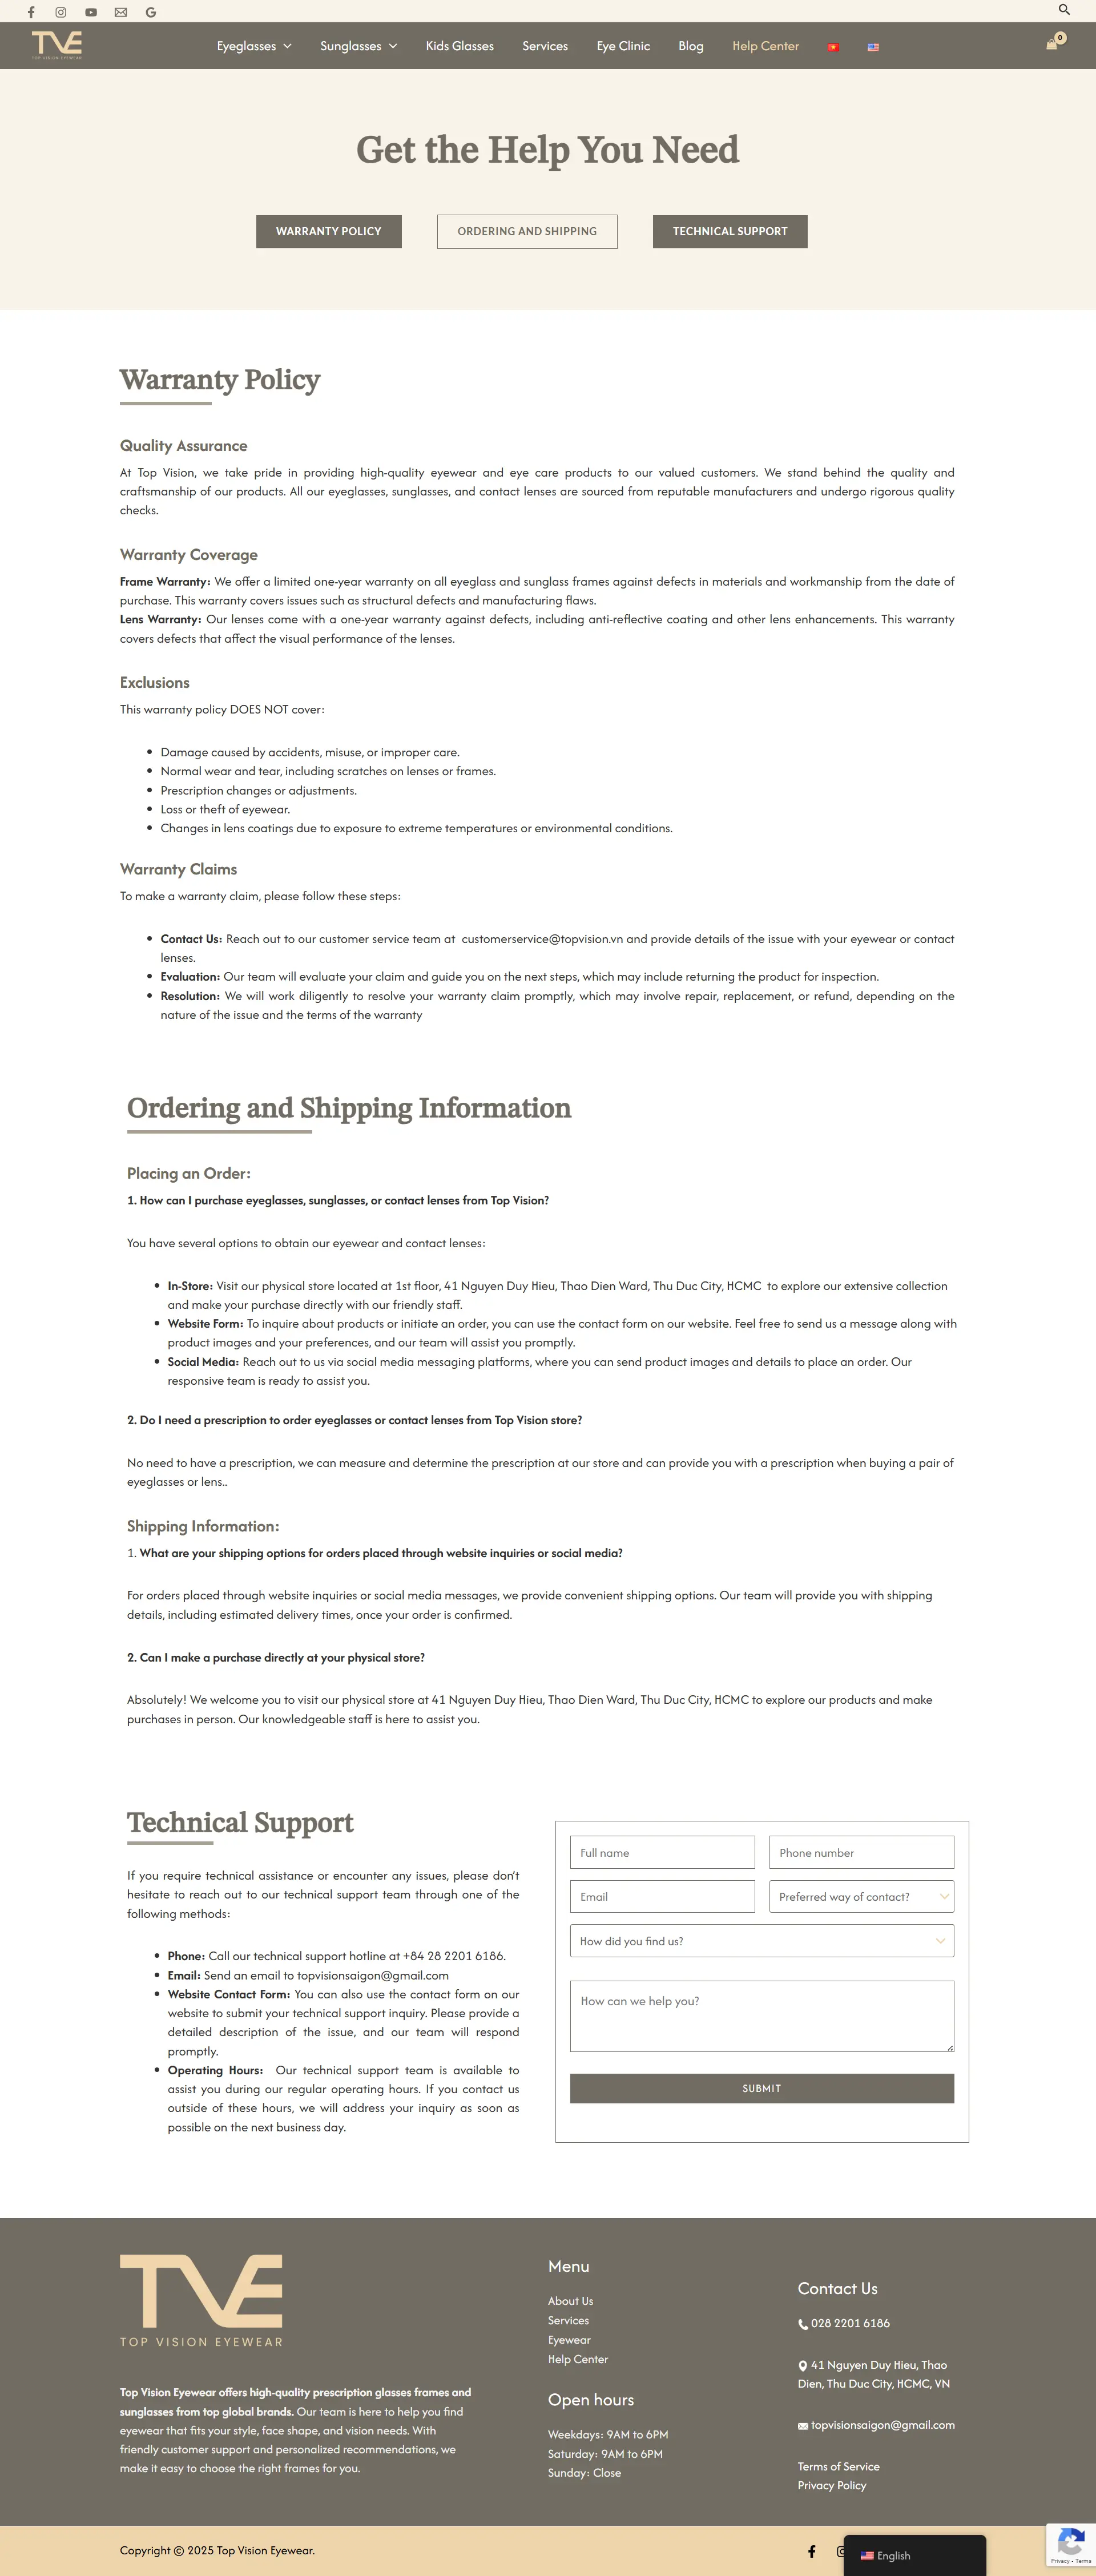 TVE
TOP VISION EYEWEAR
Eyeglasses
Sunglasses
Kids Glasses
Services
Eye Clinic
Blog
Help Center
0
Get the Help You Need
WARRANTY POLICY
ORDERING AND SHIPPING
TECHNICAL SUPPORT
Warranty Policy
Quality Assurance
At Top Vision, we take pride in providing high-quality eyewear and eye care products to our valued customers. We stand behind the quality and
craftsmanship of our products. All our eyeglasses, sunglasses, and contact lenses are sourced from reputable manufacturers and undergo rigorous quality
checks.
Warranty Coverage
Frame Warranty: We offer a limited one-year warranty on all eyeglass and sunglass frames against defects in materials and workmanship from the date of
purchase. This warranty covers issues such as structural defects and manufacturing flaws.
Lens Warranty: Our lenses come with a one-year warranty against defects, including anti-reflective coating and other lens enhancements. This warranty
covers defects that affect the visual performance of the lenses.
Exclusions
This warranty policy DOES NOT cover:
• Damage caused by accidents, misuse, or improper care.
• Normal wear and tear, including scratches on lenses or frames.
• Prescription changes or adjustments.
• Loss or theft of eyewear.
• Changes in lens coatings due to exposure to extreme temperatures or environmental conditions.
Warranty Claims
To make a warranty claim, please follow these steps:
• Contact Us: Reach out to our customer service team at customerservice@topvision.vn and provide details of the issue with your eyewear or contact
lenses.
• Evaluation: Our team will evaluate your claim and guide you on the next steps, which may include returning the product for inspection.
• Resolution: We will work diligently to resolve your warranty claim promptly, which may involve repair, replacement, or refund, depending on the
nature of the issue and the terms of the warranty
Ordering and Shipping Information
Placing an Order:
1. How can I purchase eyeglasses, sunglasses, or contact lenses from Top Vision?
You have several options to obtain our eyewear and contact lenses:
• In-Store: Visit our physical store located at 1st floor, 41 Nguyen Duy Hieu, Thao Dien Ward, Thu Duc City, HCMC to explore our extensive collection
and make your purchase directly with our friendly staff.
• Website Form: To inquire about products or initiate an order, you can use the contact form on our website. Feel free to send us a message along with
product images and your preferences, and our team will assist you promptly.
• Social Media: Reach out to us via social media messaging platforms, where you can send product images and details to place an order. Our
responsive team is ready to assist you.
2. Do I need a prescription to order eyeglasses or contact lenses from Top Vision store?
No need to have a prescription, we can measure and determine the prescription at our store and can provide you with a prescription when buying a pair of
eyeglasses or lens..
Shipping Information:
1. What are your shipping options for orders placed through website inquiries or social media?
For orders placed through website inquiries or social media messages, we provide convenient shipping options. Our team will provide you with shipping
details, including estimated delivery times, once your order is confirmed.
2. Can I make a purchase directly at your physical store?
Absolutely! We welcome you to visit our physical store at 41 Nguyen Duy Hieu, Thao Dien Ward, Thu Duc City, HCMC to explore our products and make
purchases in person. Our knowledgeable staff is here to assist you.
Technical Support
If you require technical assistance or encounter any issues, please don't
hesitate to reach out to our technical support team through one of the
following methods:
• Phone: Call our technical support hotline at +84 28 2201 6186.
• Email: Send an email to topvisionsaigon@gmail.com
• Website Contact Form: You can also use the contact form on our
website to submit your technical support inquiry. Please provide a
detailed description of the issue, and our team will respond
promptly.
• Operating Hours: Our technical support team is available to
assist you during our regular operating hours. If you contact us
outside of these hours, we will address your inquiry as soon as
possible on the next business day.
Full name
Phone number
Email
Preferred way of contact?
How did you find us?
How can we help you?
SUBMIT
TVE
TOP VISION EYEWEAR
Top Vision Eyewear offers high-quality prescription glasses frames and
sunglasses from top global brands. Our team is here to help you find
eyewear that fits your style, face shape, and vision needs. With
friendly customer support and personalized recommendations, we
make it easy to choose the right frames for you.
Menu
About Us
Services
Eyewear
Help Center
Open hours
Weekdays: 9AM to 6PM
Saturday: 9AM to 6PM
Sunday: Close
Contact Us
028 2201 6186
41 Nguyen Duy Hieu, Thao
Dien, Thu Duc City, HCMC, VN
topvisionsaigon@gmail.com
Terms of Service
Privacy Policy
Copyright © 2025 Top Vision Eyewear.
English
Privacy - Terms